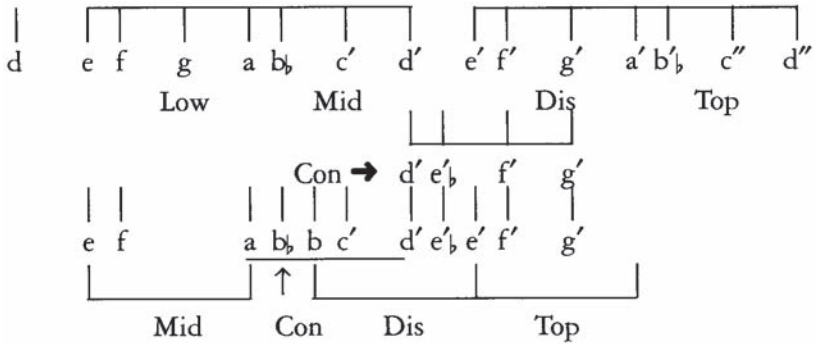 d e f g a b♭ c′ d′ e′ f′ g′ a′ b′♭ c″ d″
Low Mid Dis Top
Con ➔ d′ e′♭ f′ g′
e f a b♭ b c′ d′ e′♭ e′ f′ g′
↑
Mid Con Dis Top